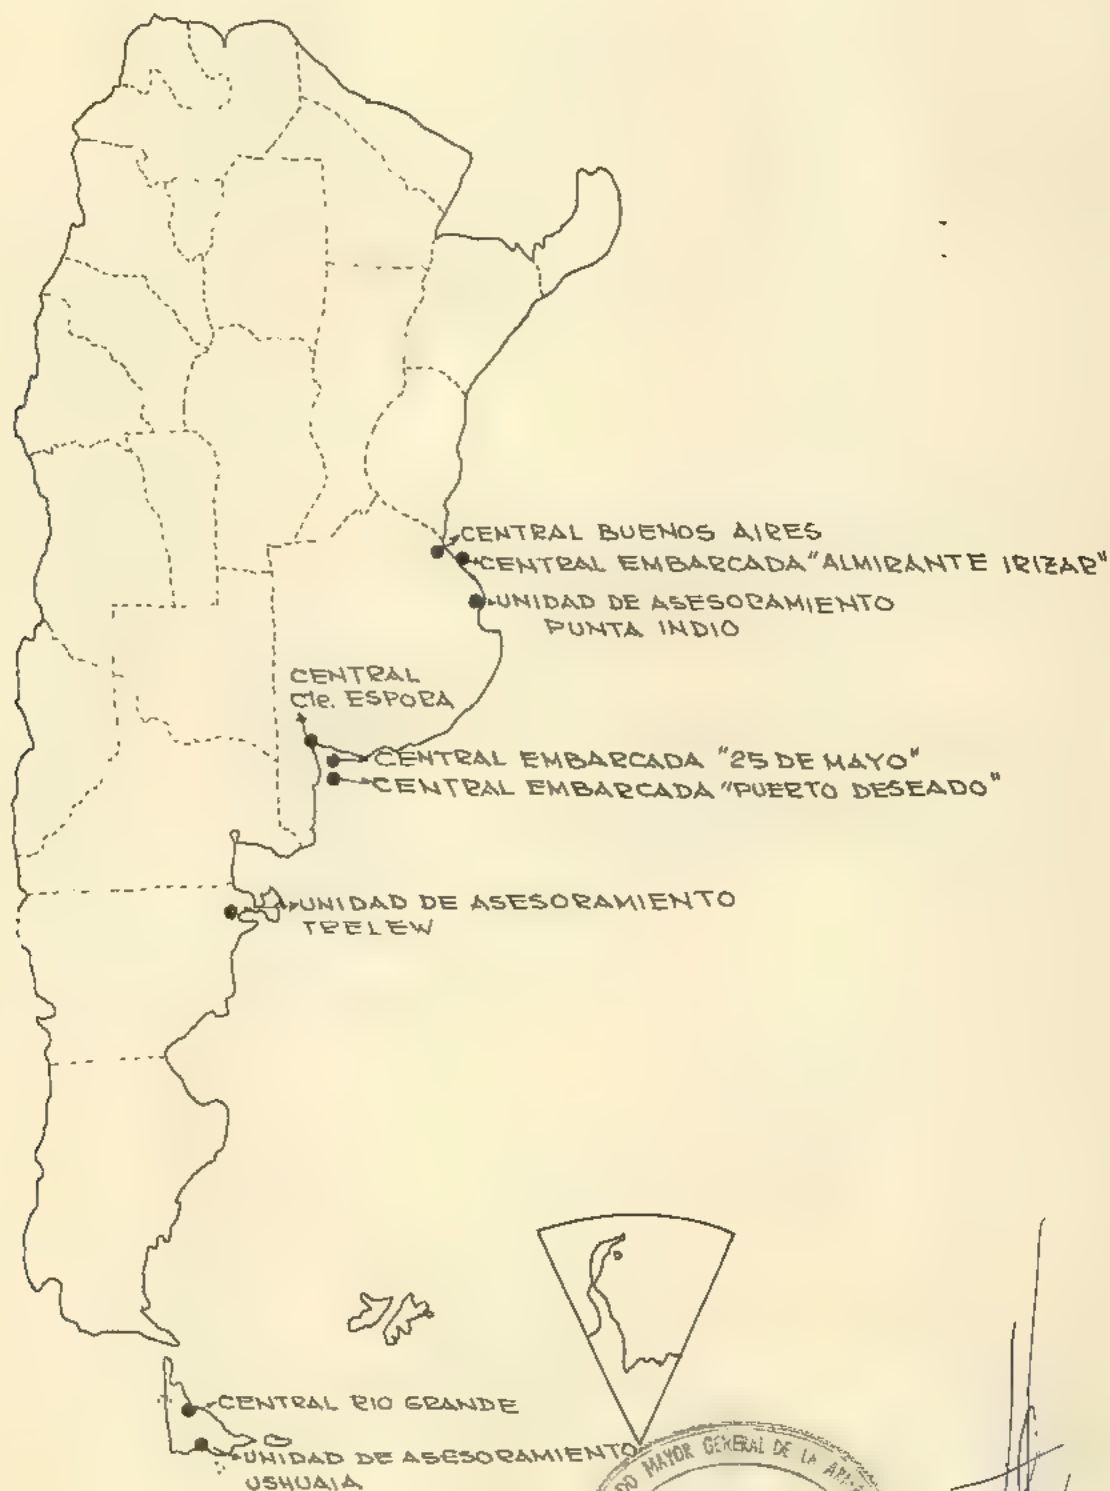 CENTRAL BUENOS AIRES
CENTRAL EMBARCADA "ALMIRANTE IRIZAR"
UNIDAD DE ASESORAMIENTO
PUNTA INDIO
CENTRAL
Cte. ESPORA
CENTRAL EMBARCADA "25 DE MAYO"
CENTRAL EMBARCADA "PUERTO DESEADO"
UNIDAD DE ASESORAMIENTO
TRELEW
CENTRAL RIO GRANDE
UNIDAD DE ASESORAMIENTO
USHUAIA
MAYOR GENERAL DE LA